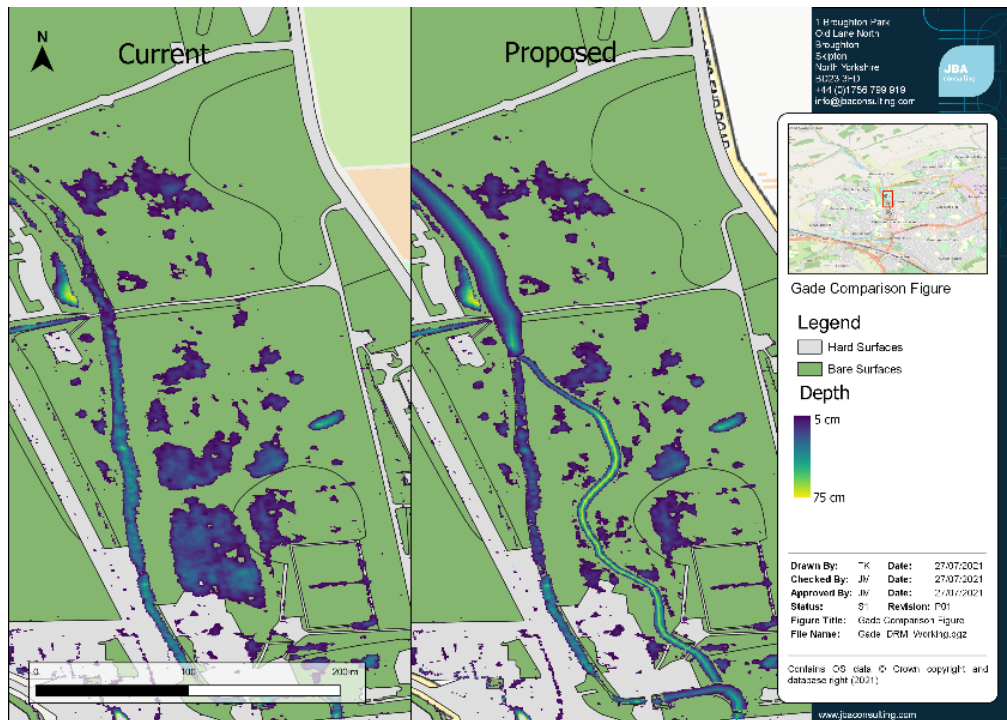 N
Current
Proposed
END ROAD
1 Broughton Park
Old Lane North
Broughton
Skipton
North Yorkshire
BD23 3FD
+44 (0)1756 799 919
info@jbaconsulting.com
JBA
consulting
Gade Comparison Figure
Legend
Hard Surfaces
Bare Surfaces
Depth
5 cm
75 cm
Drawn By: TK Date: 27/07/2021
Checked By: JM Date: 27/07/2021
Approved By: JM Date: 27/07/2021
Status: S1 Revision: P01
Figure Title: Gade Comparison Figure
File Name: Gade_DRM_Working.qgz
Contains OS data © Crown copyright and
database right (2021)
0 100 200 m
www.jbaconsulting.com